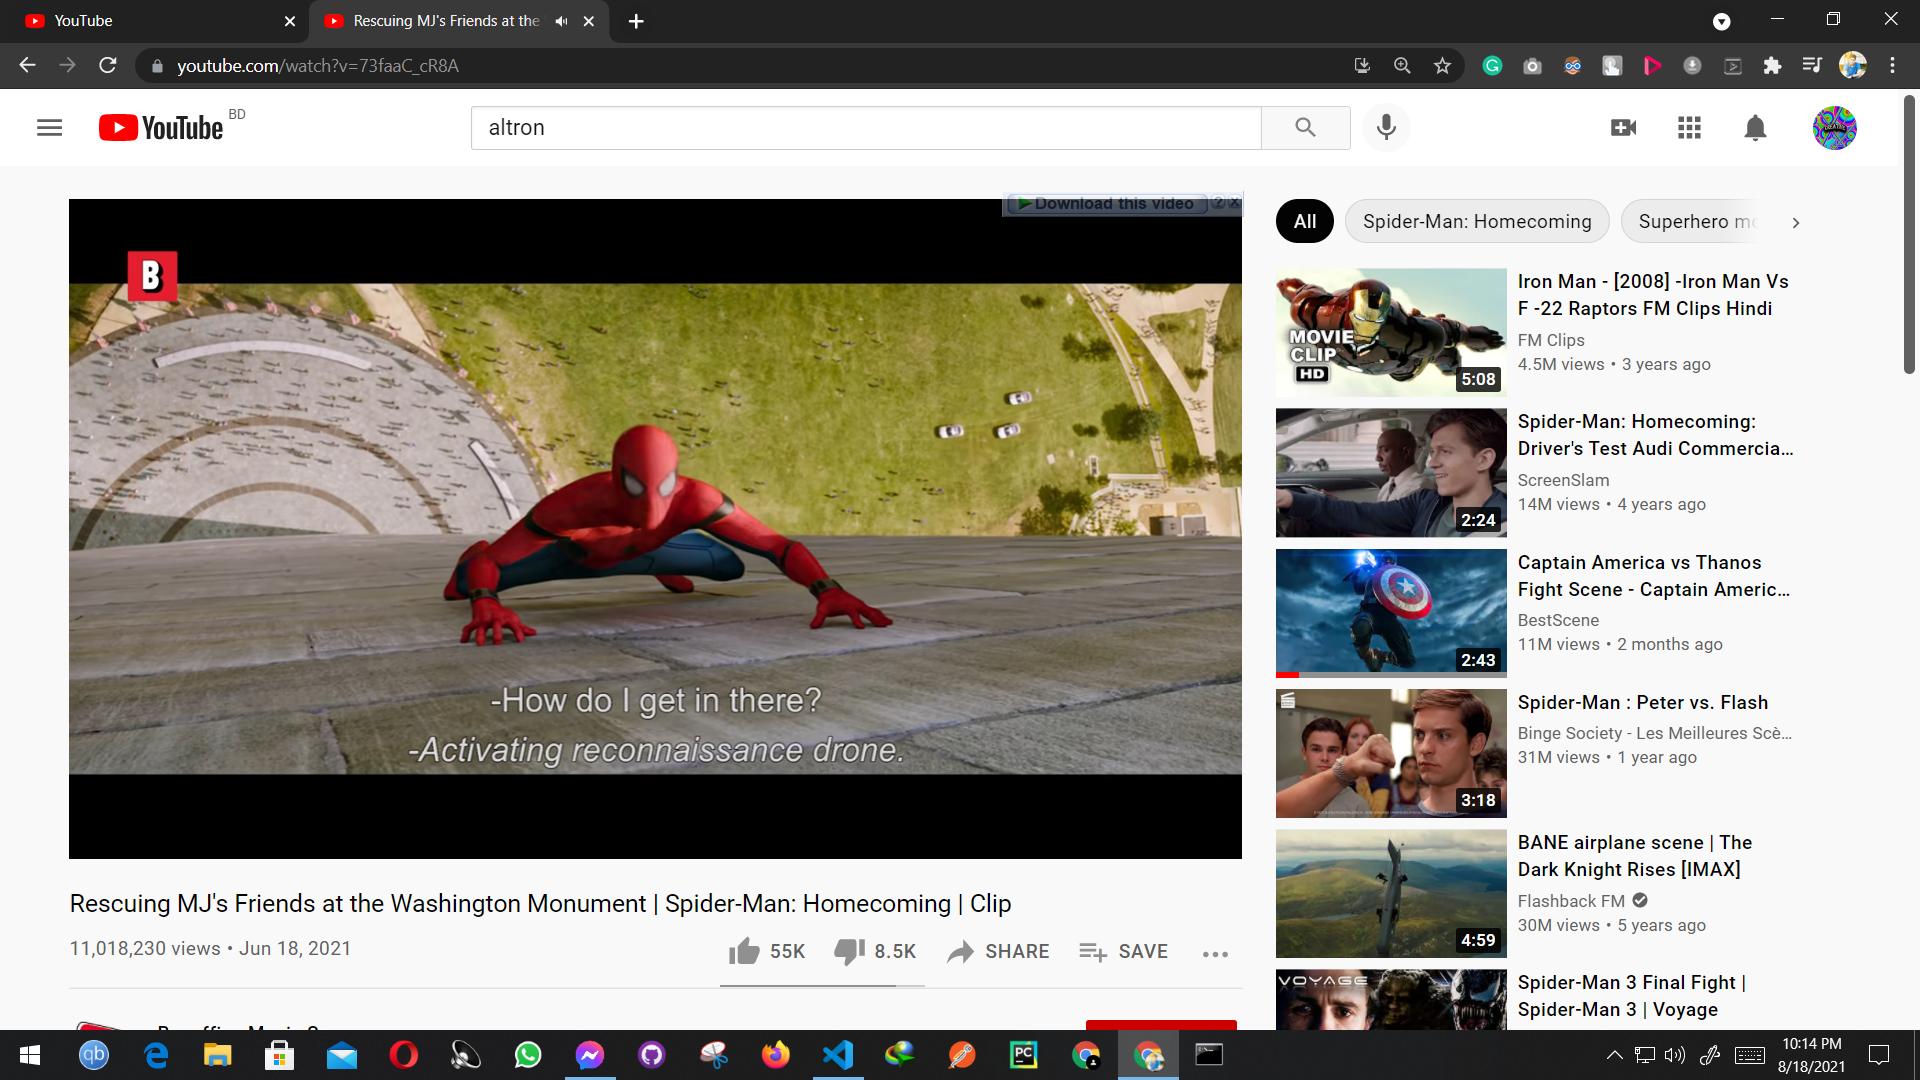 YouTube
Rescuing MJ's Friends at the
youtube.com/watch?v=73faaC_cR8A
YouTube BD
altron
Download this video ? x
B
-How do I get in there?
-Activating reconnaissance drone.
Rescuing MJ's Friends at the Washington Monument | Spider-Man: Homecoming | Clip
11,018,230 views • Jun 18, 2021
55K
8.5K
SHARE
SAVE
All
Spider-Man: Homecoming
Superhero mo
MOVIE
CLIP
HD
5:08
Iron Man - [2008] -Iron Man Vs
F -22 Raptors FM Clips Hindi
FM Clips
4.5M views • 3 years ago
2:24
Spider-Man: Homecoming:
Driver's Test Audi Commercia...
ScreenSlam
14M views • 4 years ago
2:43
Captain America vs Thanos
Fight Scene - Captain Americ...
BestScene
11M views • 2 months ago
3:18
Spider-Man : Peter vs. Flash
Binge Society - Les Meilleures Scè...
31M views • 1 year ago
4:59
BANE airplane scene | The
Dark Knight Rises [IMAX]
Flashback FM
30M views • 5 years ago
VOYAGE
Spider-Man 3 Final Fight |
Spider-Man 3 | Voyage
qb
PC
10:14 PM
8/18/2021